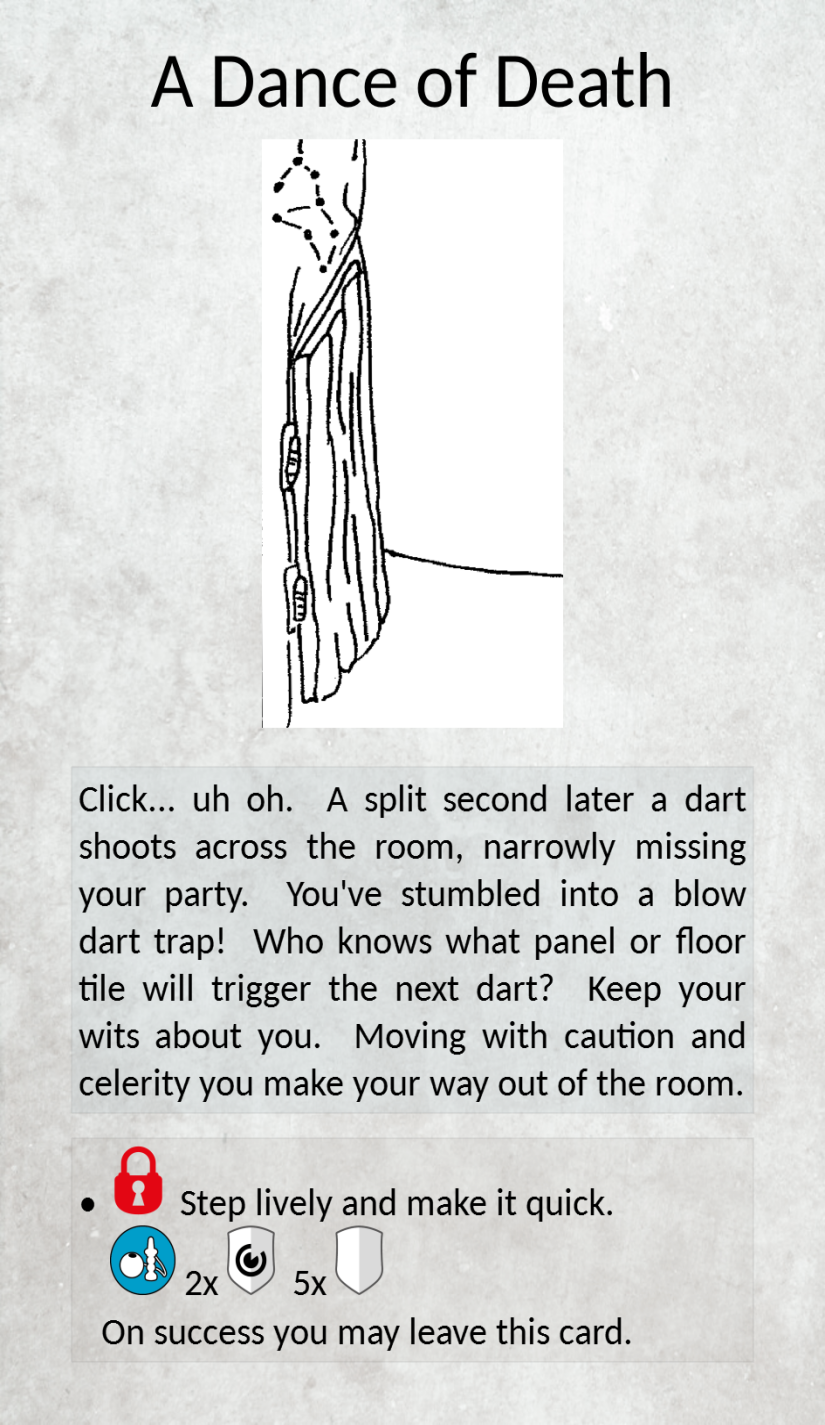 A Dance of Death
Click... uh oh. A split second later a dart
shoots across the room, narrowly missing
your party. You've stumbled into a blow
dart trap! Who knows what panel or floor
tile will trigger the next dart? Keep your
wits about you. Moving with caution and
celerity you make your way out of the room.
• Step lively and make it quick.
2x 5x
On success you may leave this card.